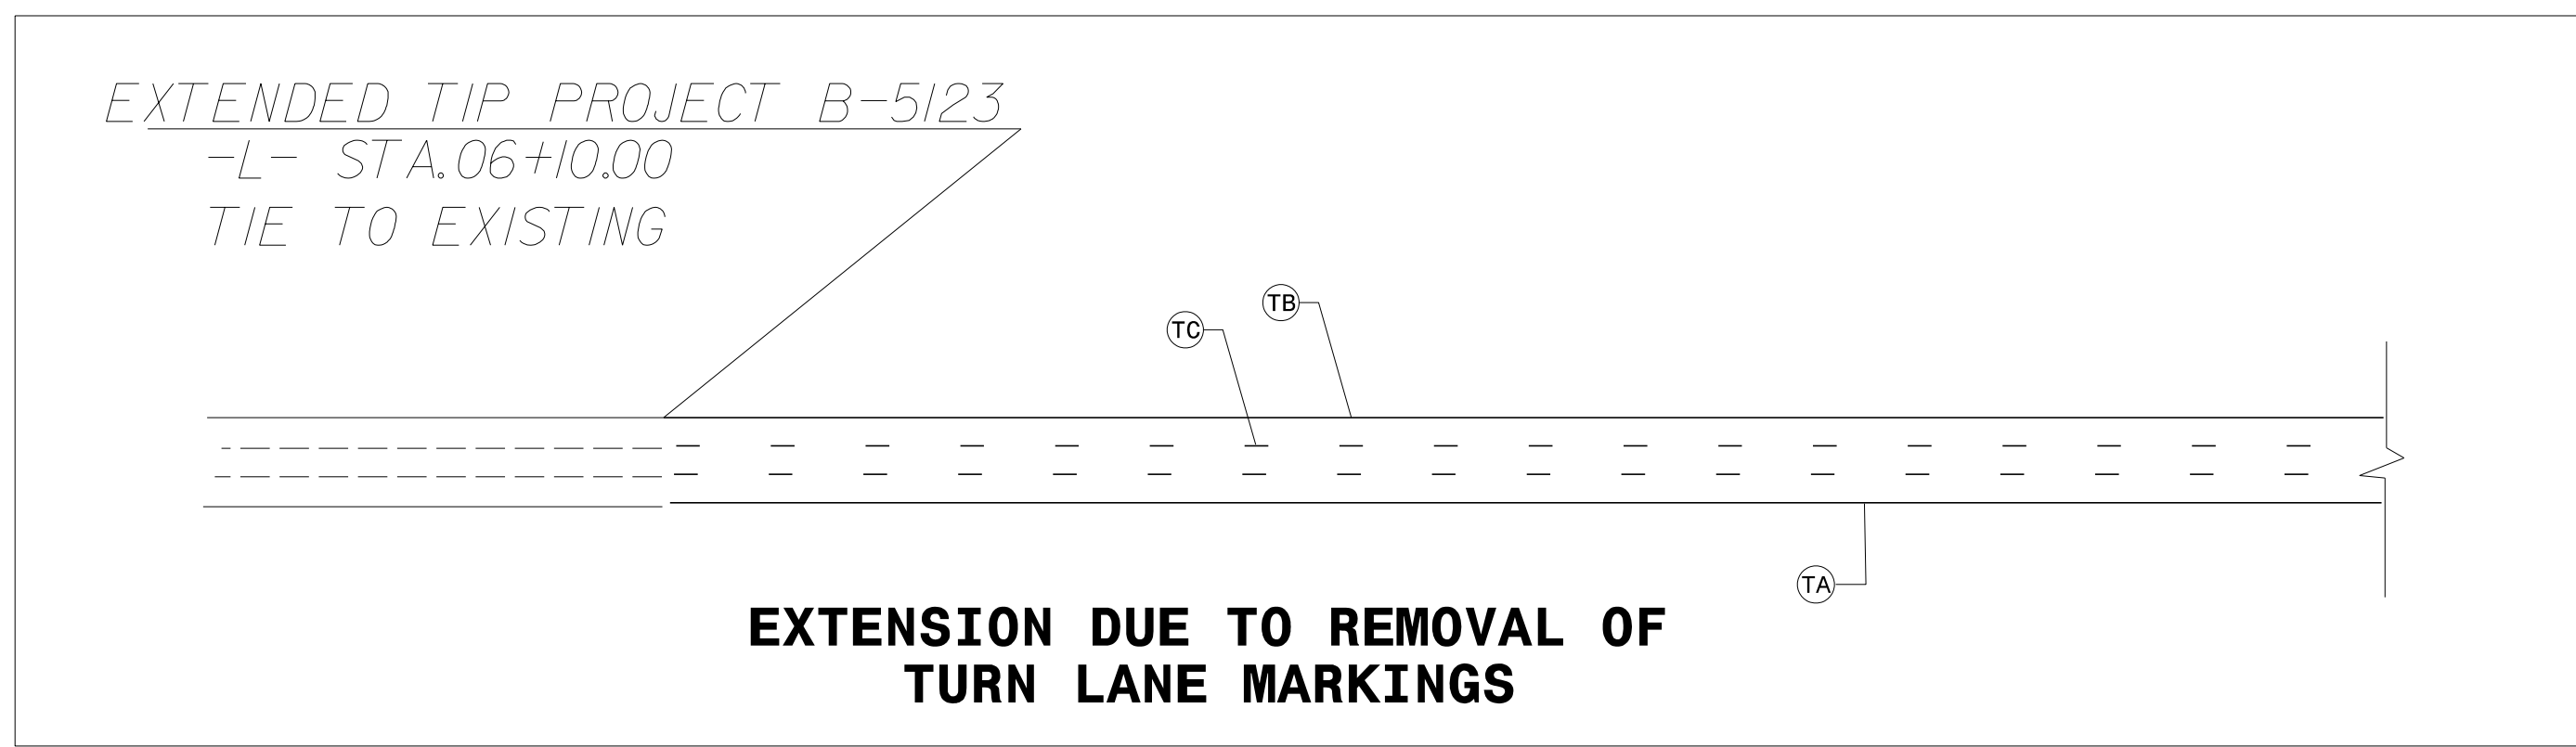 EXTENDED TIP PROJECT B-5123
-L- STA.06+10.00
TIE TO EXISTING
TB
TC
TA
EXTENSION DUE TO REMOVAL OF
TURN LANE MARKINGS